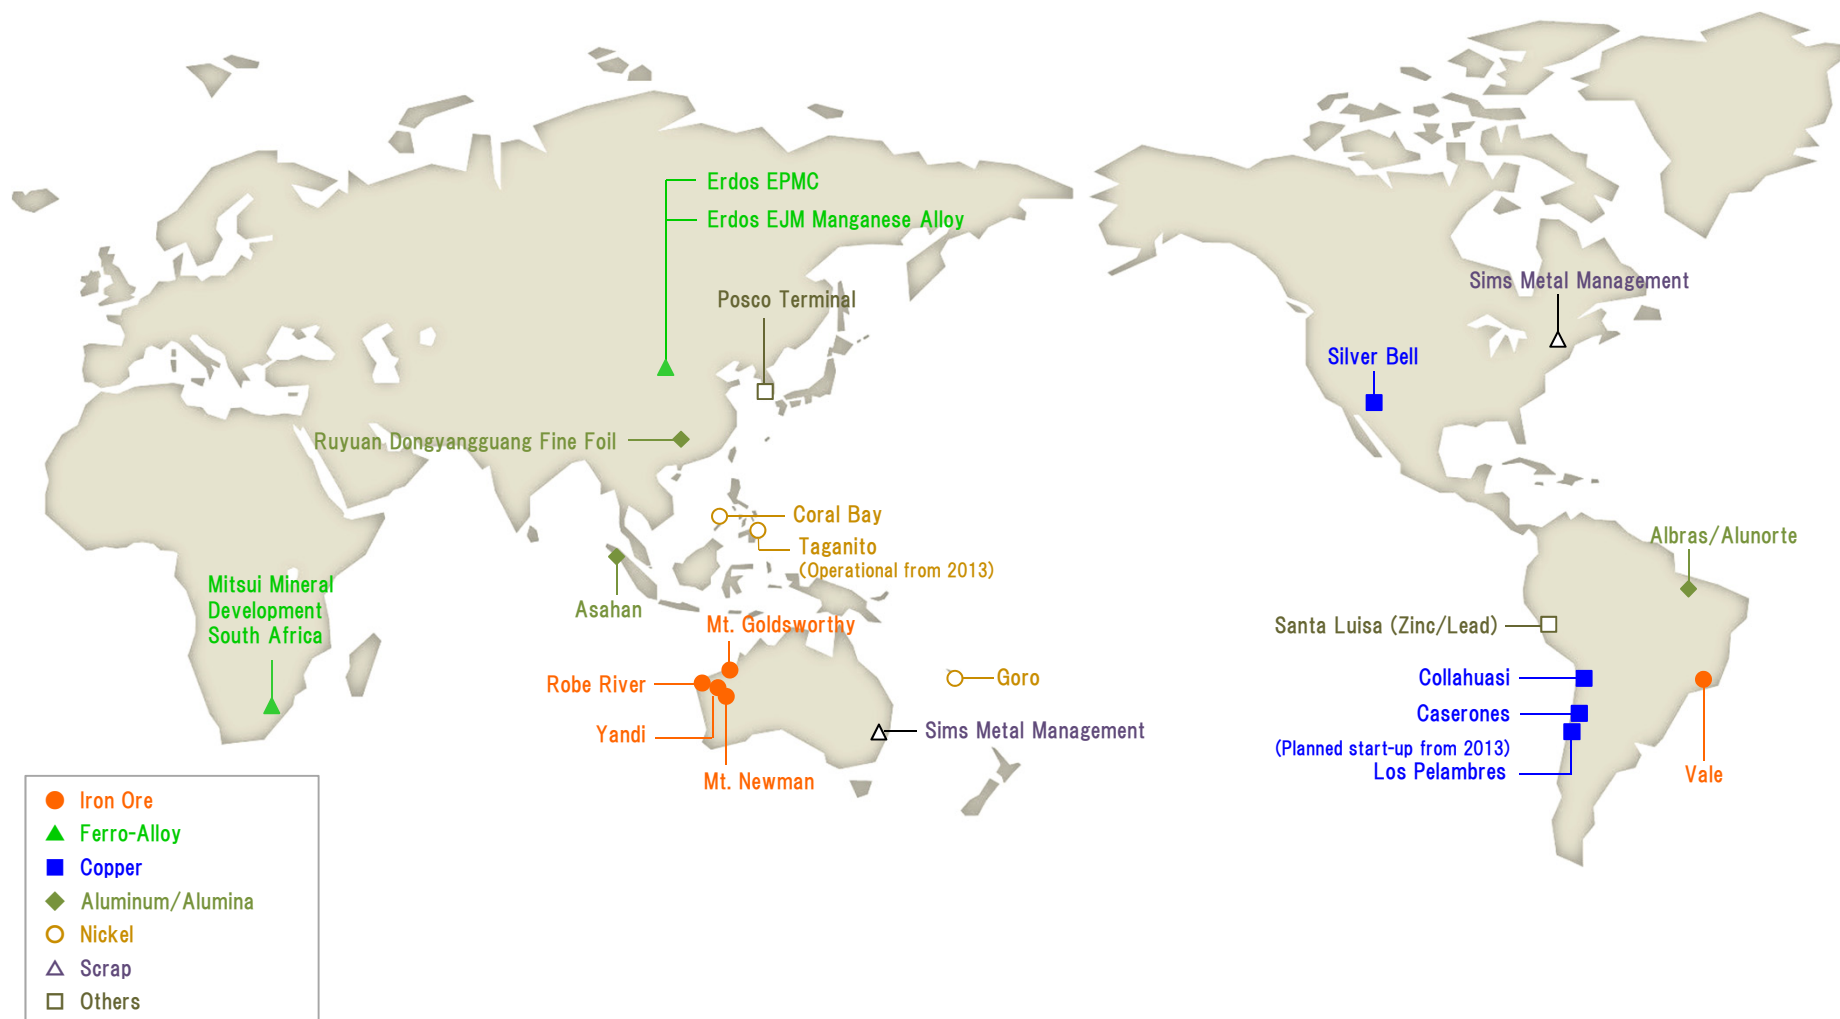 Erdos EPMC
Erdos EJM Manganese Alloy
Sims Metal Management
Posco Terminal
Silver Bell
Ruyuan Dongyangguang Fine Foil
Coral Bay
Albras/Alunorte
Taganito
(Operational from 2013)
Mitsui Mineral
Development
South Africa
Asahan
Mt. Goldsworthy
Santa Luisa (Zinc/Lead)
Robe River
Goro
Collahuasi
Caserones
(Planned start-up from 2013)
Yandi
Sims Metal Management
Los Pelambres
Vale
Mt. Newman
Iron Ore
Ferro-Alloy
Copper
Aluminum/Alumina
Nickel
Scrap
Others